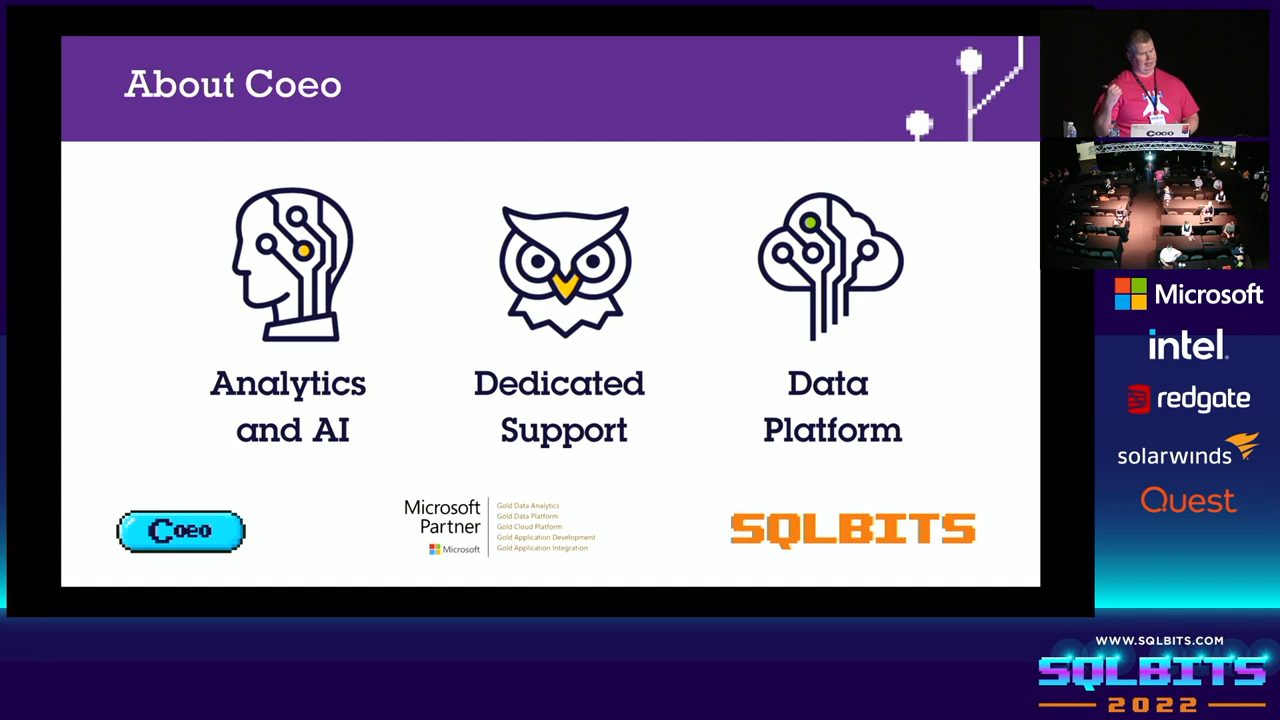 About Coeo
Analytics
and AI
Dedicated
Support
Data
Platform
Coeo
Microsoft
Partner
Microsoft
Gold Data Analytics
Gold Data Platform
Gold Cloud Platform
Gold Application Development
Gold Application Integration
SQLBITS
Coeo
Microsoft
intel.
redgate
solarwinds
Quest
WWW.SQLBITS.COM
SQLBITS
2022